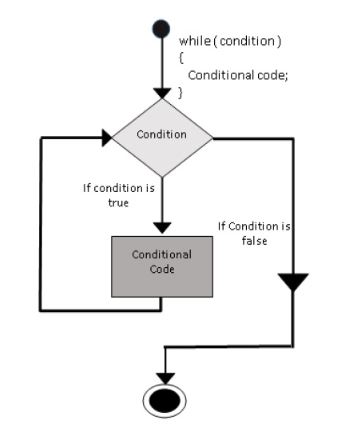 while ( condition )
{
Conditional code;
}
Condition
If condition is
true
If Condition is
false
Conditional
Code